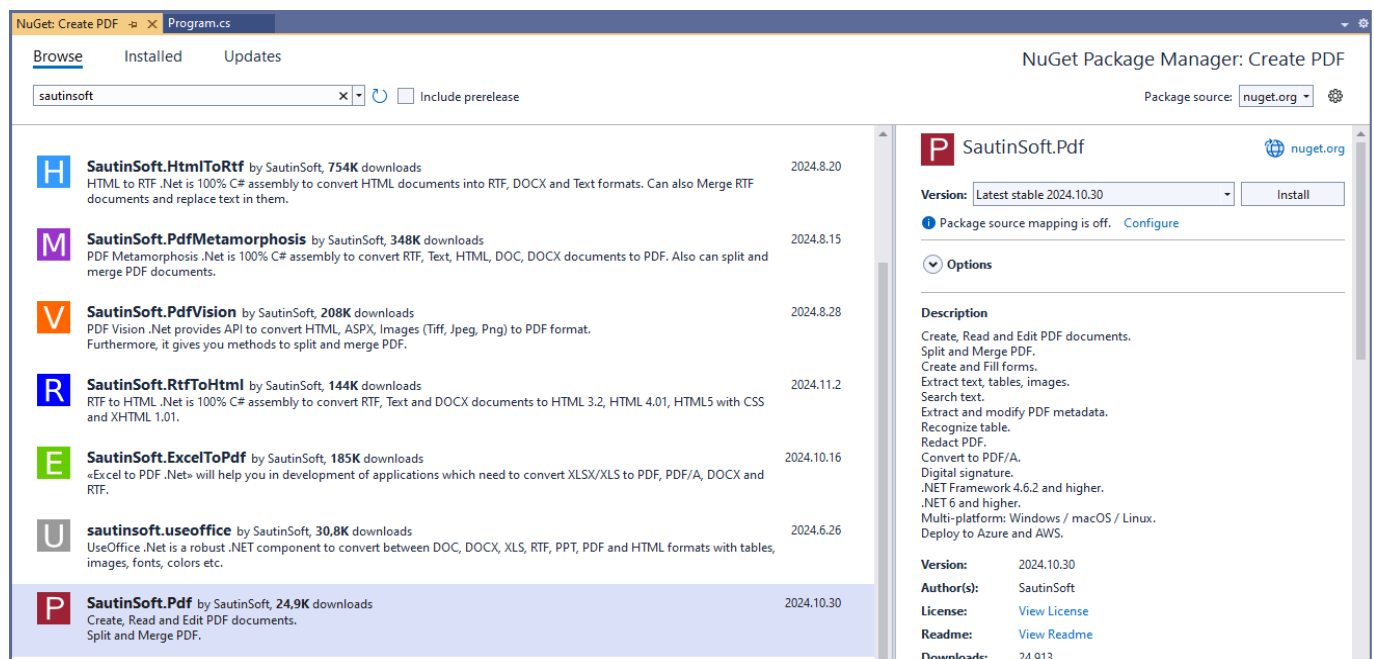 NuGet: Create PDF
Program.cs
Browse Installed Updates
NuGet Package Manager: Create PDF
sautinsoft
Include prerelease
Package source: nuget.org
H
SautinSoft.HtmlToRtf by SautinSoft, 754K downloads
2024.8.20
HTML to RTF .Net is 100% C# assembly to convert HTML documents into RTF, DOCX and Text formats. Can also Merge RTF
documents and replace text in them.
M
SautinSoft.PdfMetamorphosis by SautinSoft, 348K downloads
2024.8.15
PDF Metamorphosis .Net is 100% C# assembly to convert RTF, Text, HTML, DOC, DOCX documents to PDF. Also can split and
merge PDF documents.
V
SautinSoft.PdfVision by SautinSoft, 208K downloads
2024.8.28
PDF Vision .Net provides API to convert HTML, ASPX, Images (Tiff, Jpeg, Png) to PDF format.
Furthermore, it gives you methods to split and merge PDF.
R
SautinSoft.RtfToHtml by SautinSoft, 144K downloads
2024.11.2
RTF to HTML .Net is 100% C# assembly to convert RTF, Text and DOCX documents to HTML 3.2, HTML 4.01, HTML5 with CSS
and XHTML 1.01.
E
SautinSoft.ExcelToPdf by SautinSoft, 185K downloads
2024.10.16
«Excel to PDF .Net» will help you in development of applications which need to convert XLSX/XLS to PDF, PDF/A, DOCX and
RTF.
U
sautinsoft.useoffice by SautinSoft, 30,8K downloads
2024.6.26
UseOffice .Net is a robust .NET component to convert between DOC, DOCX, XLS, RTF, PPT, PDF and HTML formats with tables,
images, fonts, colors etc.
P
SautinSoft.Pdf by SautinSoft, 24,9K downloads
2024.10.30
Create, Read and Edit PDF documents.
Split and Merge PDF.
P
SautinSoft.Pdf
nuget.org
Version: Latest stable 2024.10.30
Install
Package source mapping is off. Configure
Options
Description
Create, Read and Edit PDF documents.
Split and Merge PDF.
Create and Fill forms.
Extract text, tables, images.
Search text.
Extract and modify PDF metadata.
Recognize table.
Redact PDF.
Convert to PDF/A.
Digital signature.
.NET Framework 4.6.2 and higher.
.NET 6 and higher.
Multi-platform: Windows / macOS / Linux.
Deploy to Azure and AWS.
Version: 2024.10.30
Author(s): SautinSoft
License: View License
Readme: View Readme
Downloads: 24 913